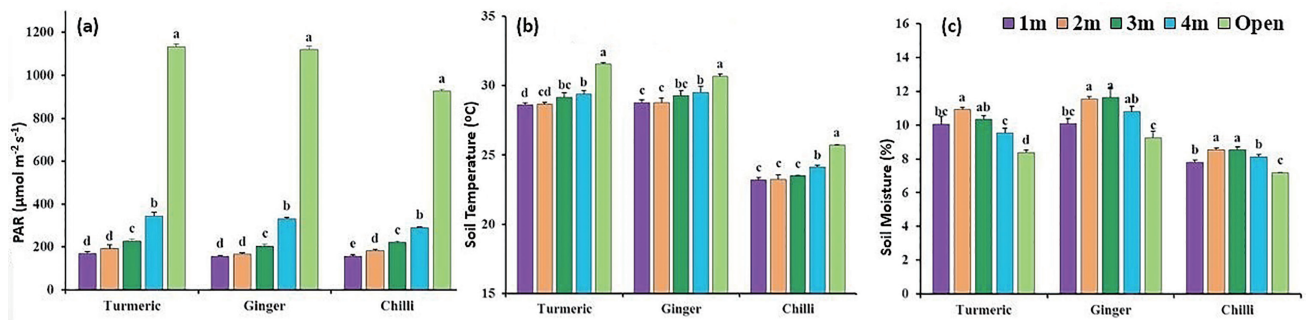 (a)
PAR (µmol m⁻² s⁻¹)
1200
1000
800
600
400
200
0
d d c b a
d d c b a
e d c b a
Turmeric Ginger Chilli
(b)
Soil Temperature (°C)
35
30
25
20
15
d cd bc b a
c c bc b a
c c c b a
Turmeric Ginger Chilli
(c)
1m 2m 3m 4m Open
Soil Moisture (%)
16
14
12
10
8
6
4
2
0
bc a ab c d
bc a a ab c
b a a b c
Turmeric Ginger Chilli